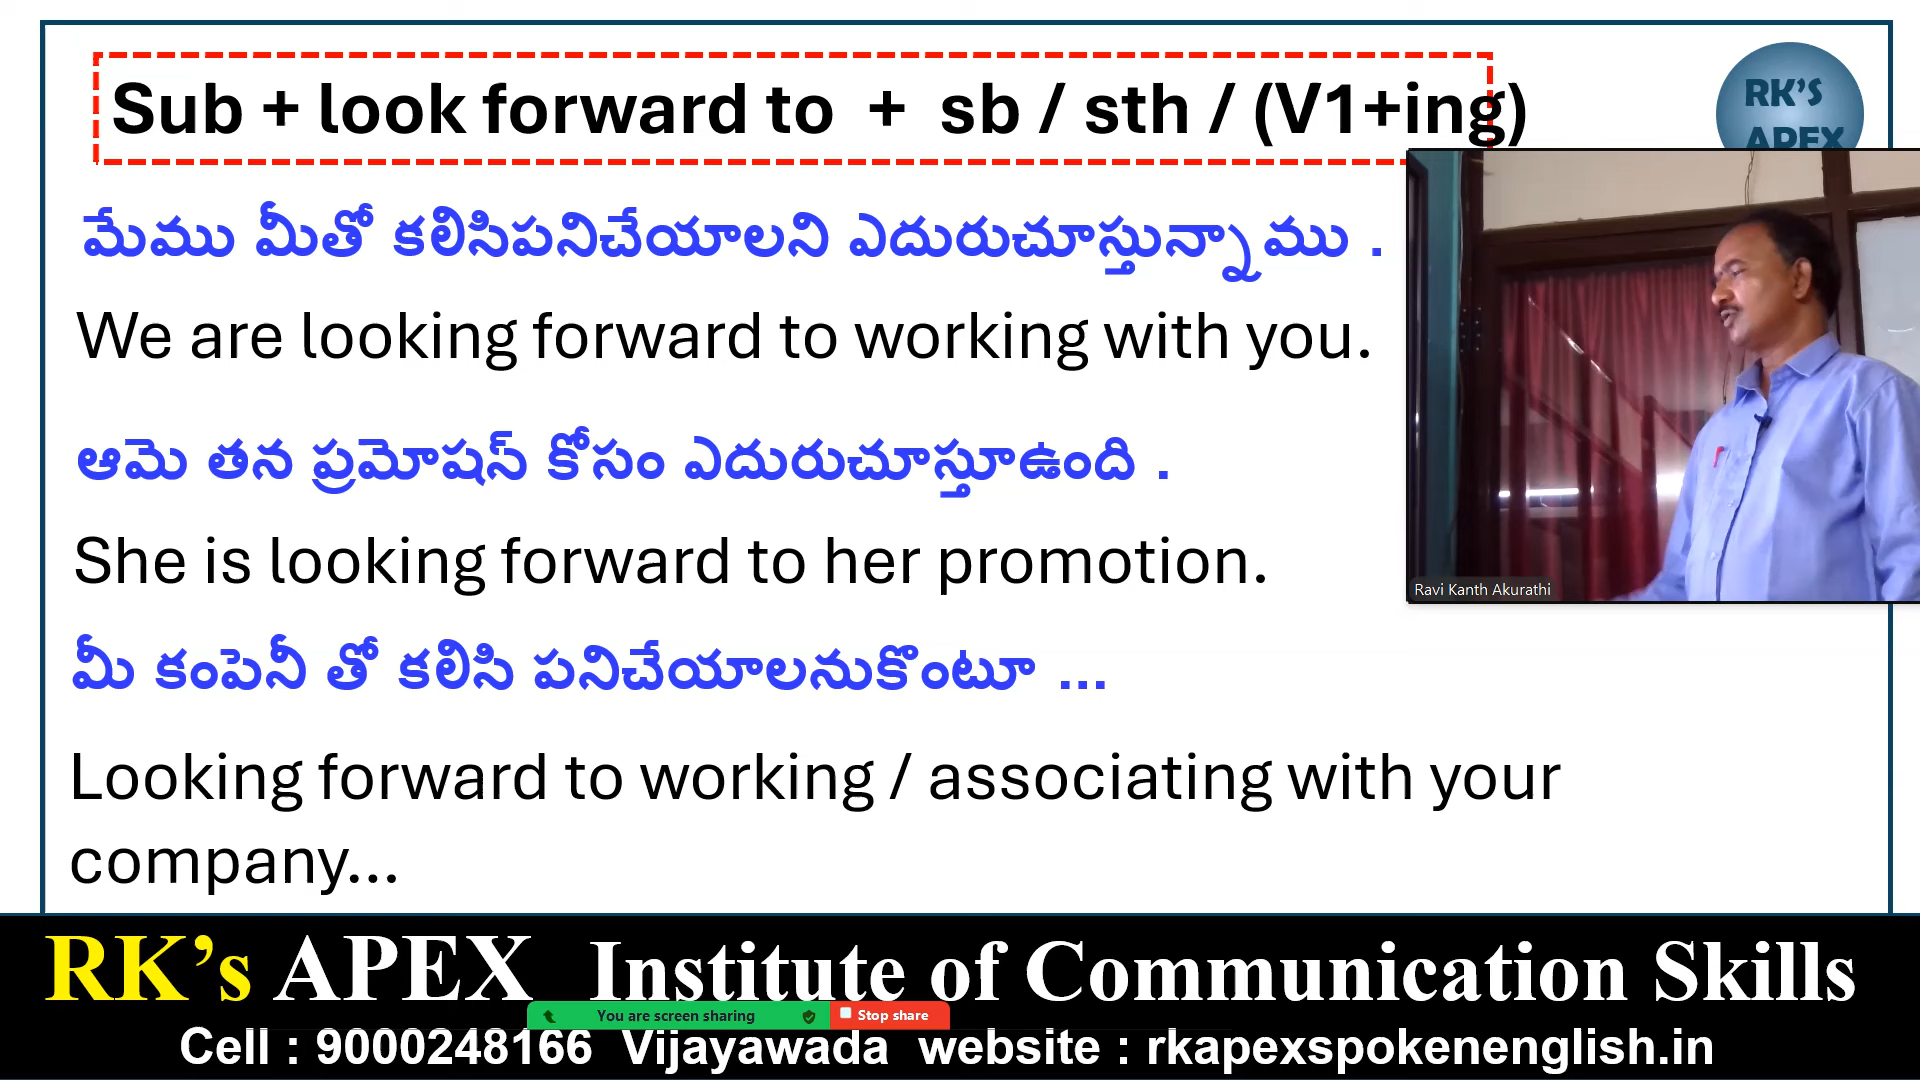 Sub + look forward to + sb / sth / (V1+ing)
RK'S
APEX
మేము మీతో కలిసిపనిచేయాలని ఎదురుచూస్తున్నాము .
We are looking forward to working with you.
ఆమె తన ప్రమోషన్ కోసం ఎదురుచూస్తూఉంది .
She is looking forward to her promotion.
Ravi Kanth Akurathi
మీ కంపెనీ తో కలిసి పనిచేయాలనుకొంటూ ...
Looking forward to working / associating with your
company...
RK's APEX Institute of Communication Skills
You are screen sharing Stop share
Cell : 9000248166 Vijayawada website : rkapexspokenenglish.in